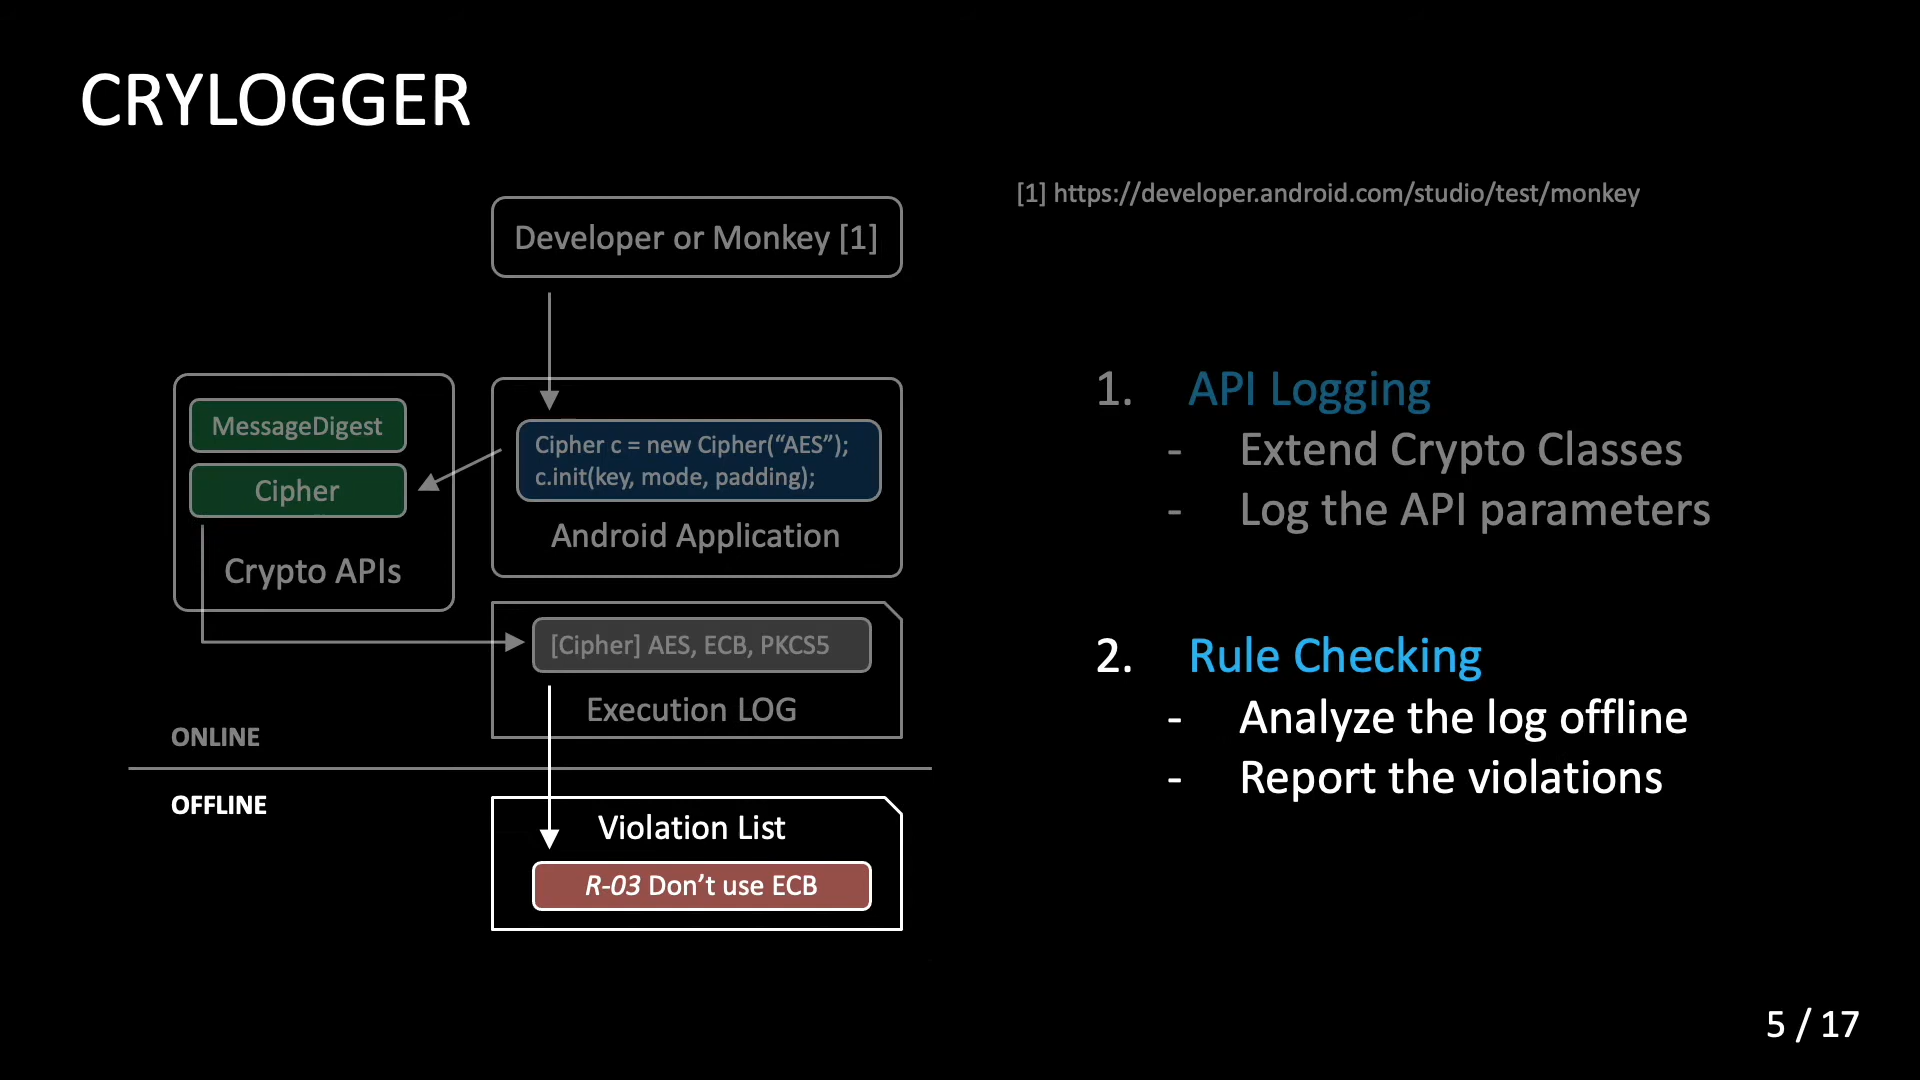 CRYLOGGER
[1] https://developer.android.com/studio/test/monkey
Developer or Monkey [1]
MessageDigest
Cipher
Crypto APIs
Cipher c = new Cipher(“AES”);
c.init(key, mode, padding);
Android Application
[Cipher] AES, ECB, PKCS5
Execution LOG
ONLINE
OFFLINE
Violation List
R-03 Don’t use ECB
1. API Logging
- Extend Crypto Classes
- Log the API parameters
2. Rule Checking
- Analyze the log offline
- Report the violations
5 / 17